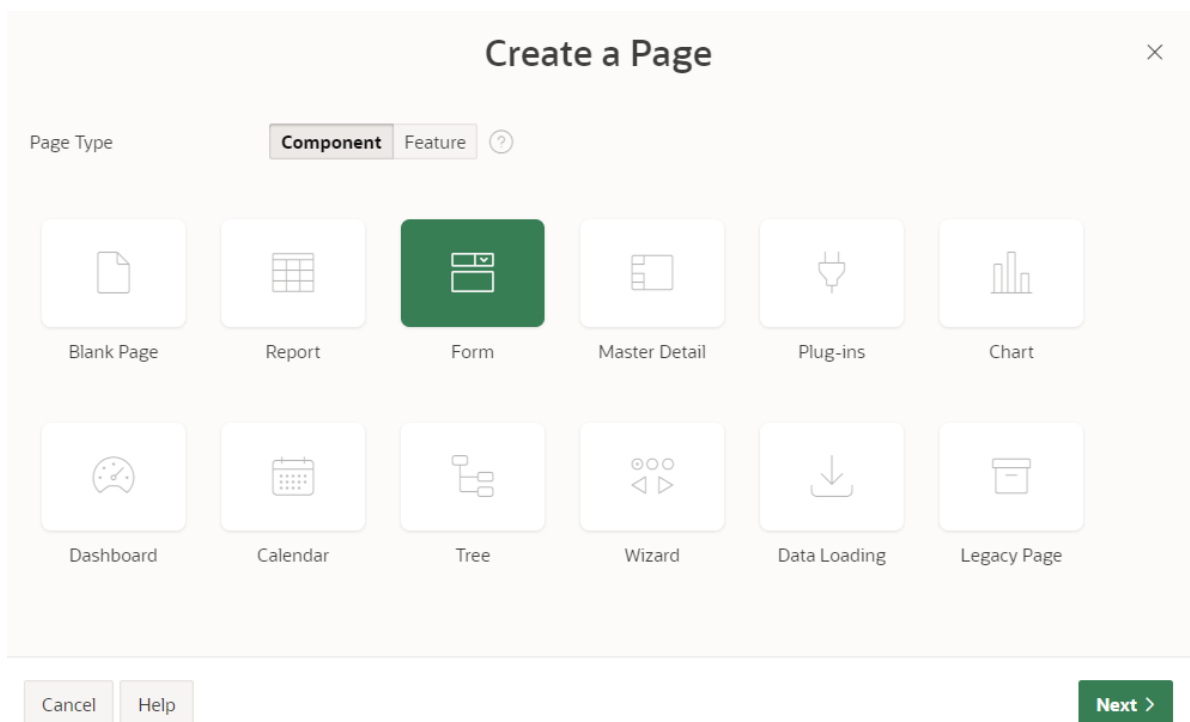 Create a Page
Page Type Component Feature ?
Blank Page Report Form Master Detail Plug-ins Chart
Dashboard Calendar Tree Wizard Data Loading Legacy Page
Cancel Help Next